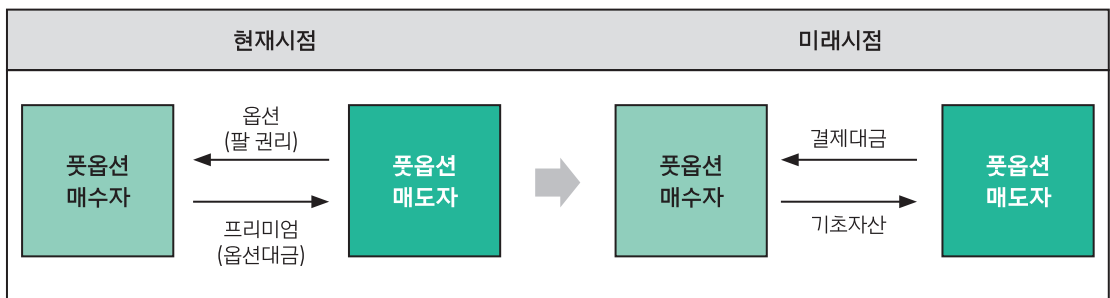 현재시점
미래시점
풋옵션
매수자
옵션
(팔 권리)
프리미엄
(옵션대금)
풋옵션
매도자
풋옵션
매수자
결제대금
기초자산
풋옵션
매도자